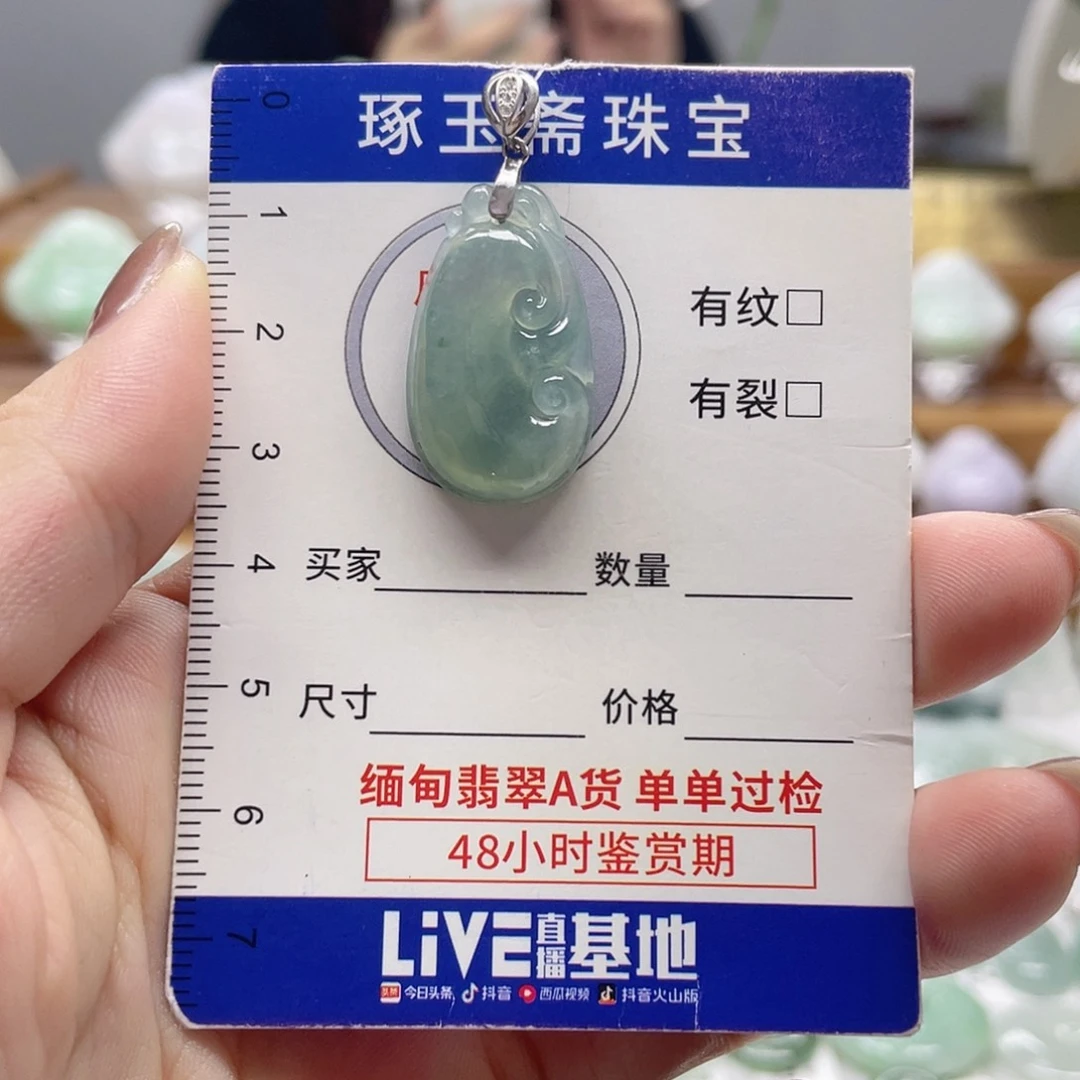 琢玉斋珠宝
0
1
2
3
4
5
6
7
有纹□
有裂□
买家 数量
尺寸 价格
缅甸翡翠A货 单单过检
48小时鉴赏期
LiVE直播基地
头条 今日头条 抖音 西瓜视频 抖音火山版